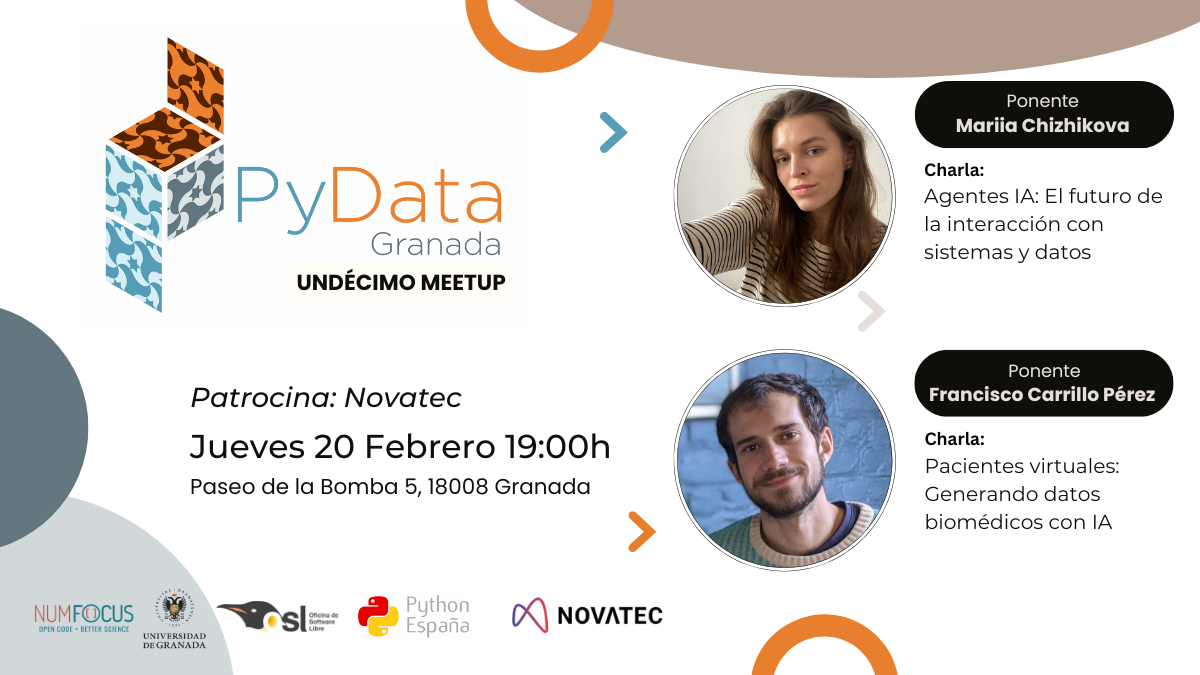 PyData
Granada
UNDÉCIMO MEETUP
Patrocina: Novatec
Jueves 20 Febrero 19:00h
Paseo de la Bomba 5, 18008 Granada
Ponente
Mariia Chizhikova
Charla:
Agentes IA: El futuro de
la interacción con
sistemas y datos
Ponente
Francisco Carrillo Pérez
Charla:
Pacientes virtuales:
Generando datos
biomédicos con IA
NUMFOCUS
OPEN CODE = BETTER SCIENCE
UNIVERSIDAD
DE GRANADA
osl
Oficina de
Software
Libre
Python
España
NOVATEC